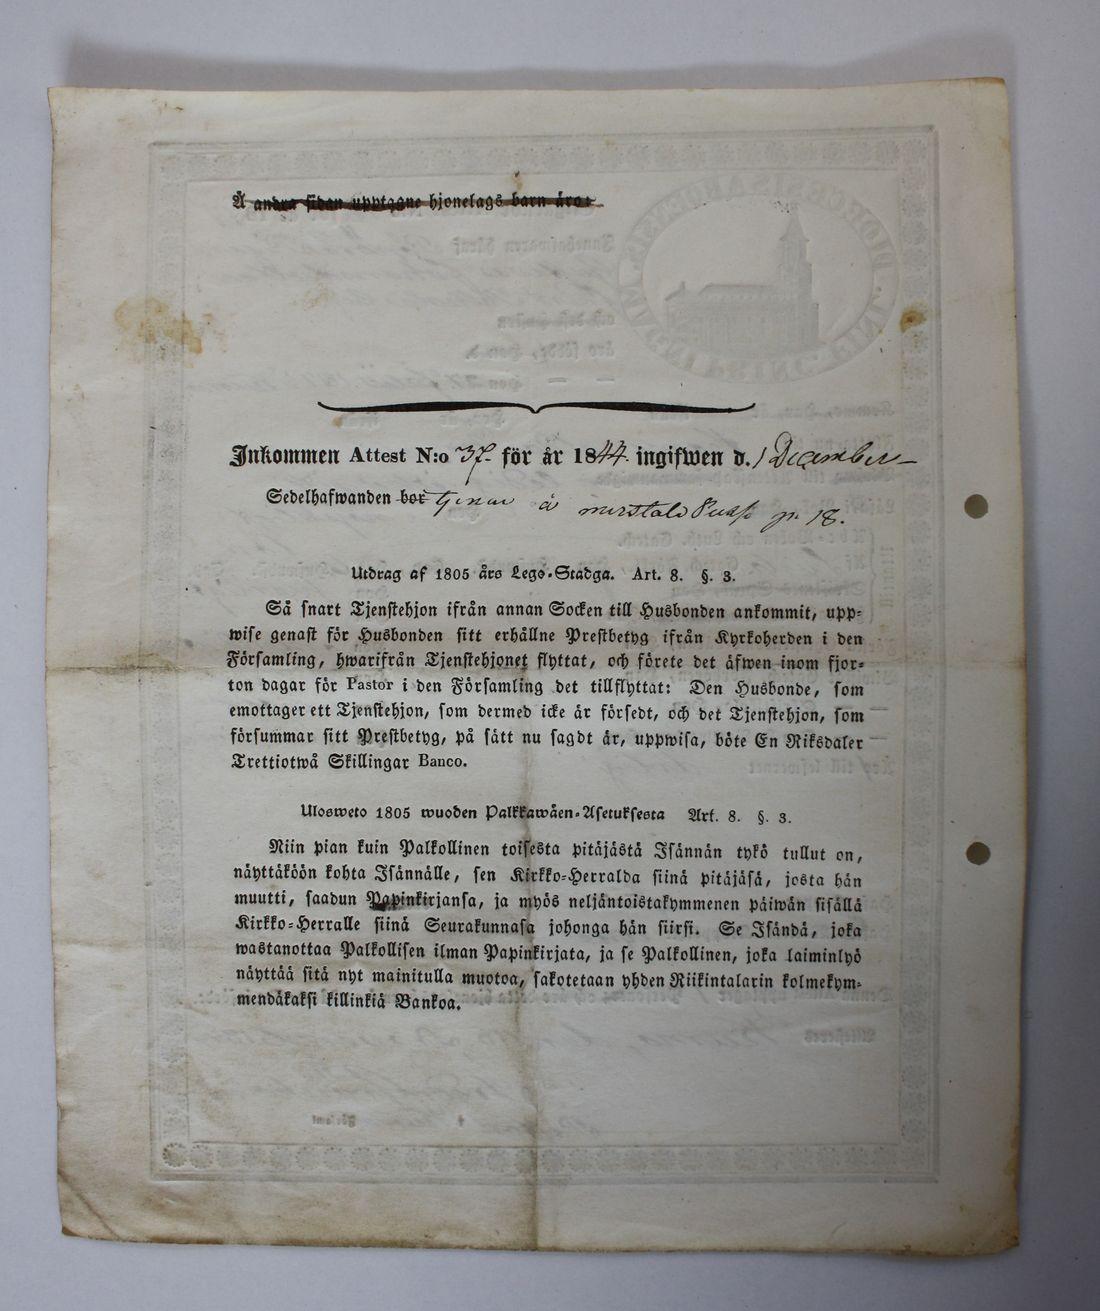 Å andra sidan upptagne hjonelags barn äro:
Inkommen Attest N:o 37 för år 1844 ingifwen d. 1 December
Sedelhafwanden bor tjenar å p. 18.
Utdrag af 1805 års Lego-Stadga. Art. 8. §. 3.
Så snart Tjenstehjon ifrån annan Socken till Husbonden ankommit, upp-
wise genast för Husbonden sitt erhållne Prestbetyg ifrån Kyrkoherden i den
Församling, hwarifrån Tjenstehjonet flyttat, och förete det äfwen inom fjor-
ton dagar för Pastor i den Församling det tillflyttat: Den Husbonde, som
emottager ett Tjenstehjon, som dermed icke är försedt, och det Tjenstehjon, som
försummar sitt Prestbetyg, på sätt nu sagdt är, uppwisa, böte En Riksdaler
Trettiotwå Skillingar Banco.
Ulosweto 1805 wuoden Palkkawäen-Asetuksesta Art. 8. §. 3.
Niin pian kuin Palkollinen toisesta pitäjästä Isännän tykö tullut on,
näyttäköön kohta Isännälle, sen Kirkko-Herralda siinä pitäjäsä, josta hän
muutti, saadun Papinkirjansa, ja myös neljäntoistakymmenen päiwän sisällä
Kirkko-Herralle siinä Seurakunnasa johonga hän siirsi. Se Isändä, joka
wastanottaa Palkollisen ilman Papinkirjata, ja se Palkollinen, joka laiminlyö
näyttää sitä nyt mainitulla muotoa, sakotetaan yhden Riikintalarin kolmekym-
mendäkaksi killinkiä Bankoa.